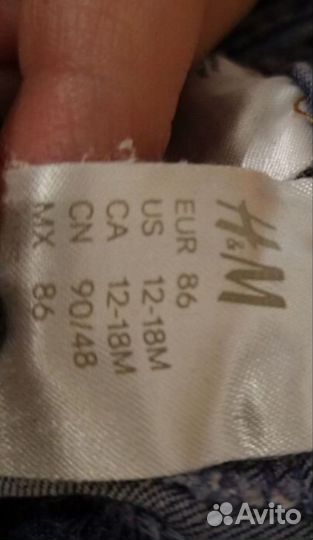 H&M
EUR 86
US 12-18M
CA 12-18M
CN 90/48
MX 86
Avito